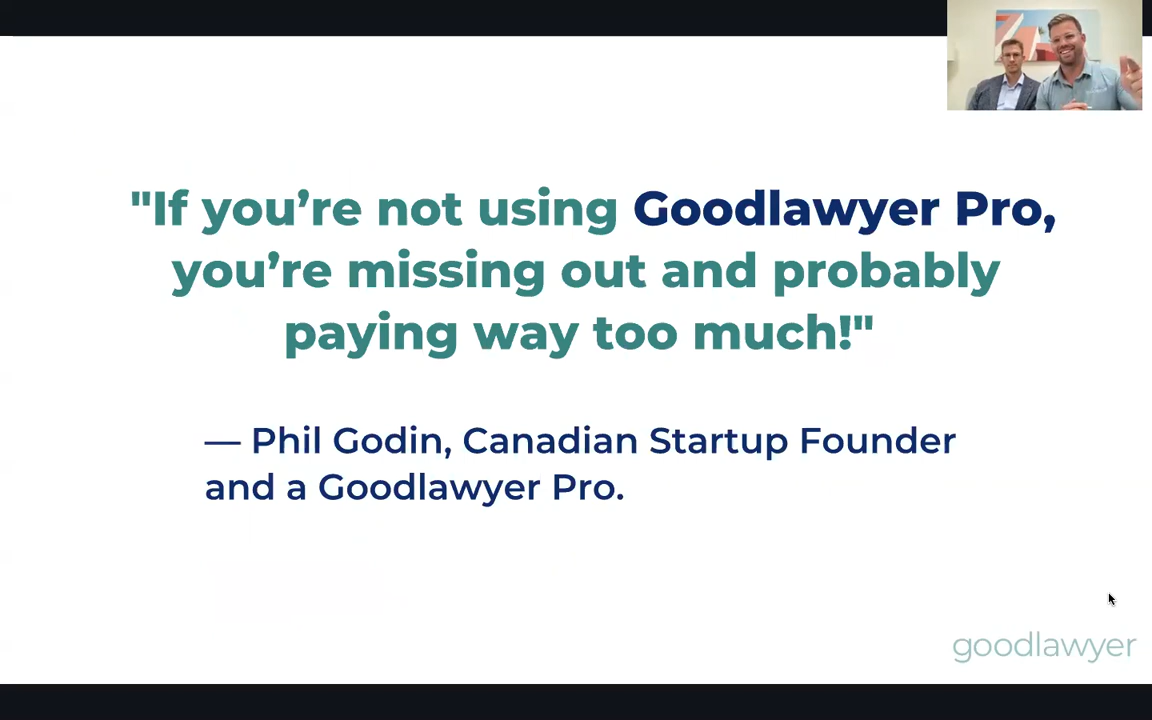 "If you’re not using Goodlawyer Pro,
you’re missing out and probably
paying way too much!"
— Phil Godin, Canadian Startup Founder
and a Goodlawyer Pro.
goodlawyer